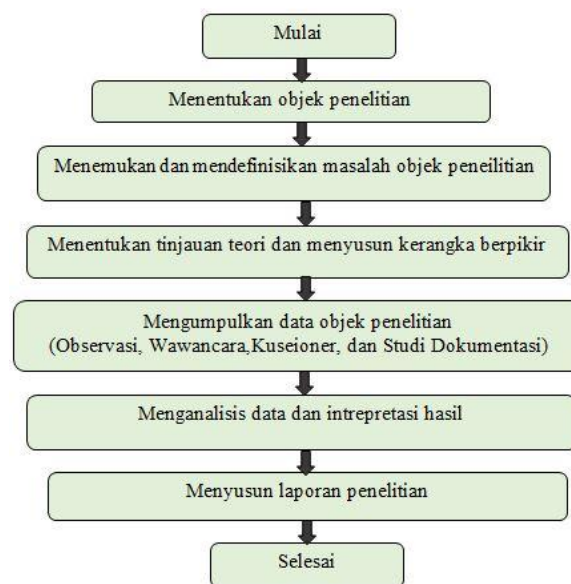 Mulai
Menentukan objek penelitian
Menemukan dan mendefinisikan masalah objek peneilitian
Menentukan tinjauan teori dan menyusun kerangka berpikir
Mengumpulkan data objek penelitian
(Observasi, Wawancara,Kuseioner, dan Studi Dokumentasi)
Menganalisis data dan intrepretasi hasil
Menyusun laporan penelitian
Selesai